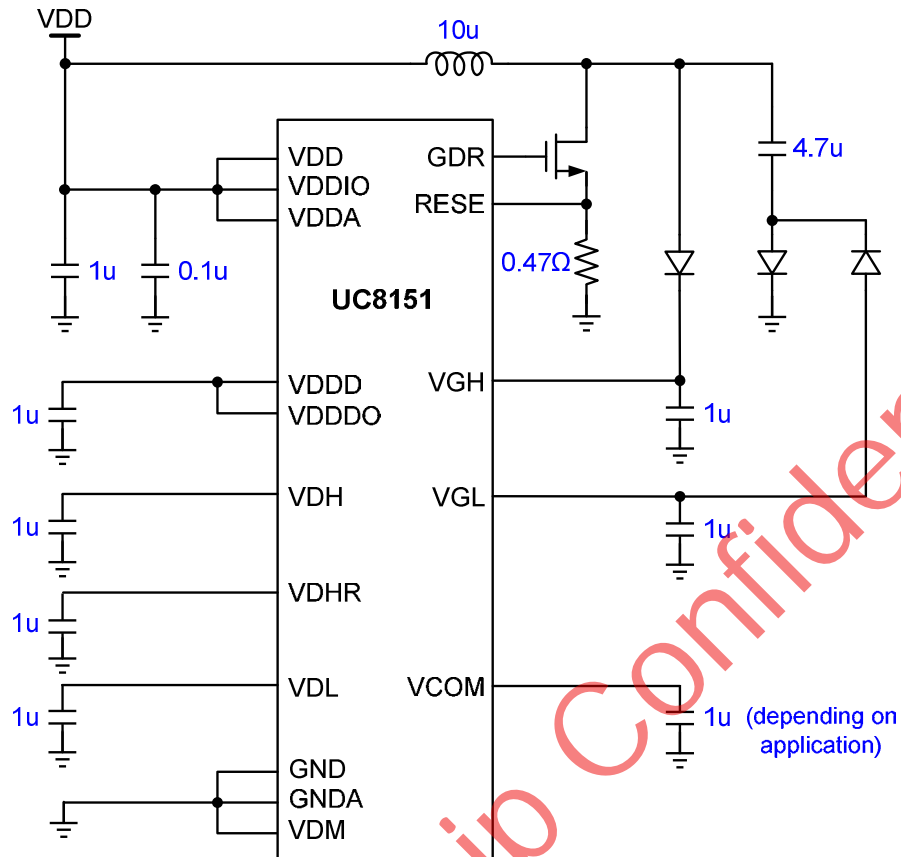 VDD
10u
VDD
VDDIO
VDDA
GDR
RESE
4.7u
1u
0.1u
0.47Ω
UC8151
VDDD
VDDDO
VGH
1u
1u
VDH
VGL
1u
1u
VDHR
1u
VDL
VCOM
1u
1u (depending on
application)
GND
GNDA
VDM